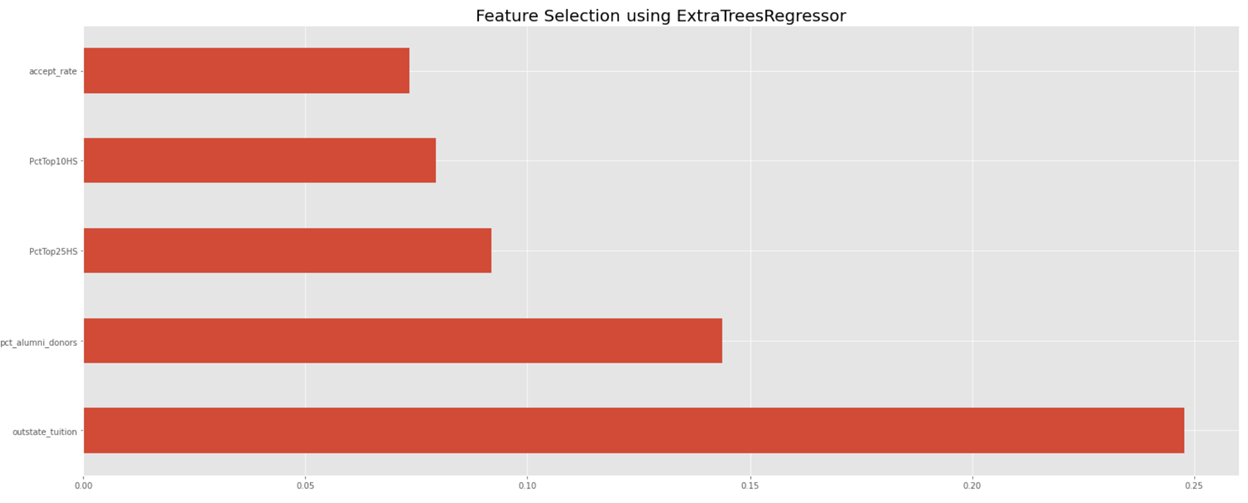 Feature Selection using ExtraTreesRegressor
accept_rate
PctTop10HS
PctTop25HS
pct_alumni_donors
outstate_tuition
0.00 0.05 0.10 0.15 0.20 0.25